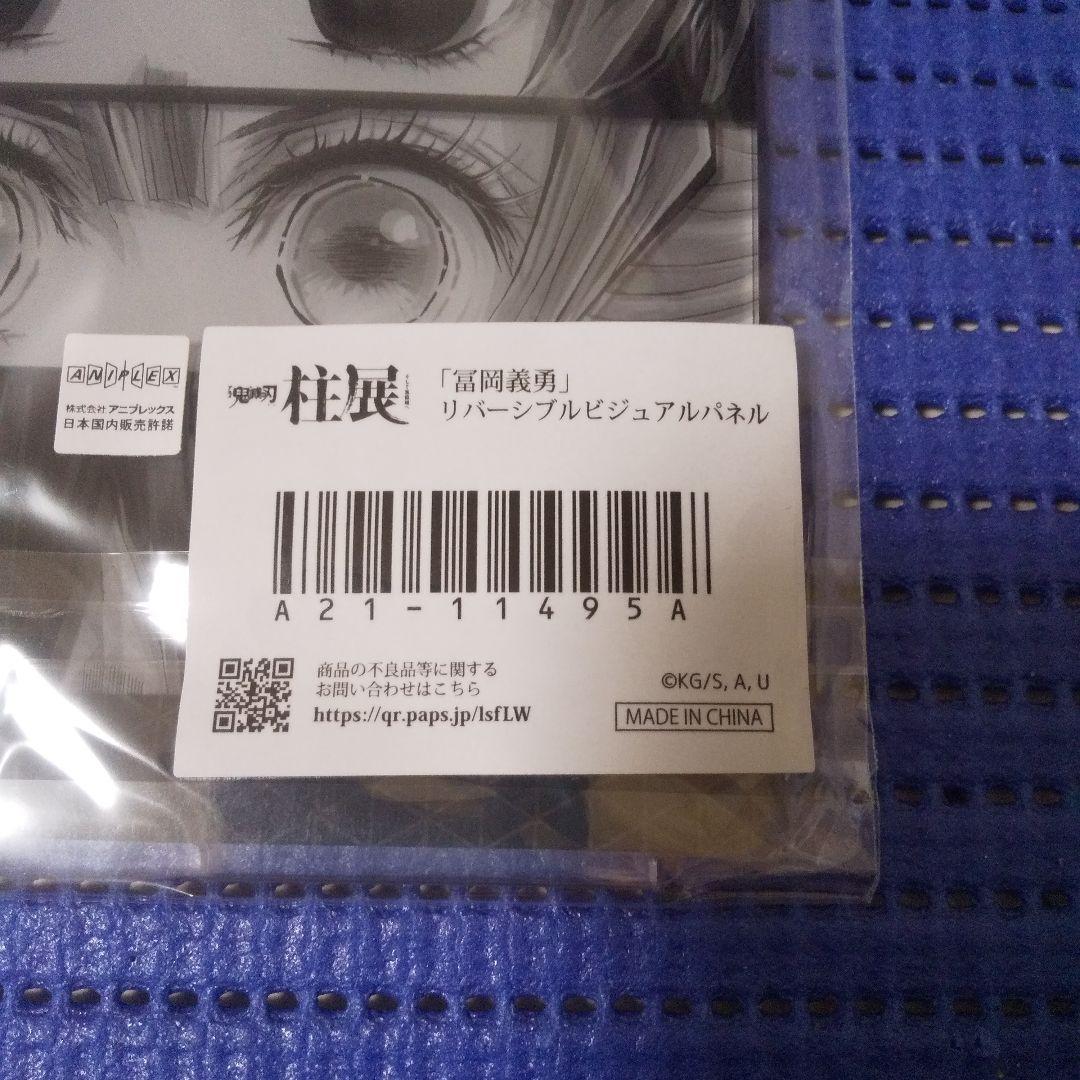 ANIPLEX
株式会社 アニプレックス
日本国内販売許諾
鬼滅の刃 柱展
「冨岡義勇」
リバーシブルビジュアルパネル
A21-11495A
商品の不良品等に関する
お問い合わせはこちら
https://qr.paps.jp/lsfLW
©KG/S, A, U
MADE IN CHINA